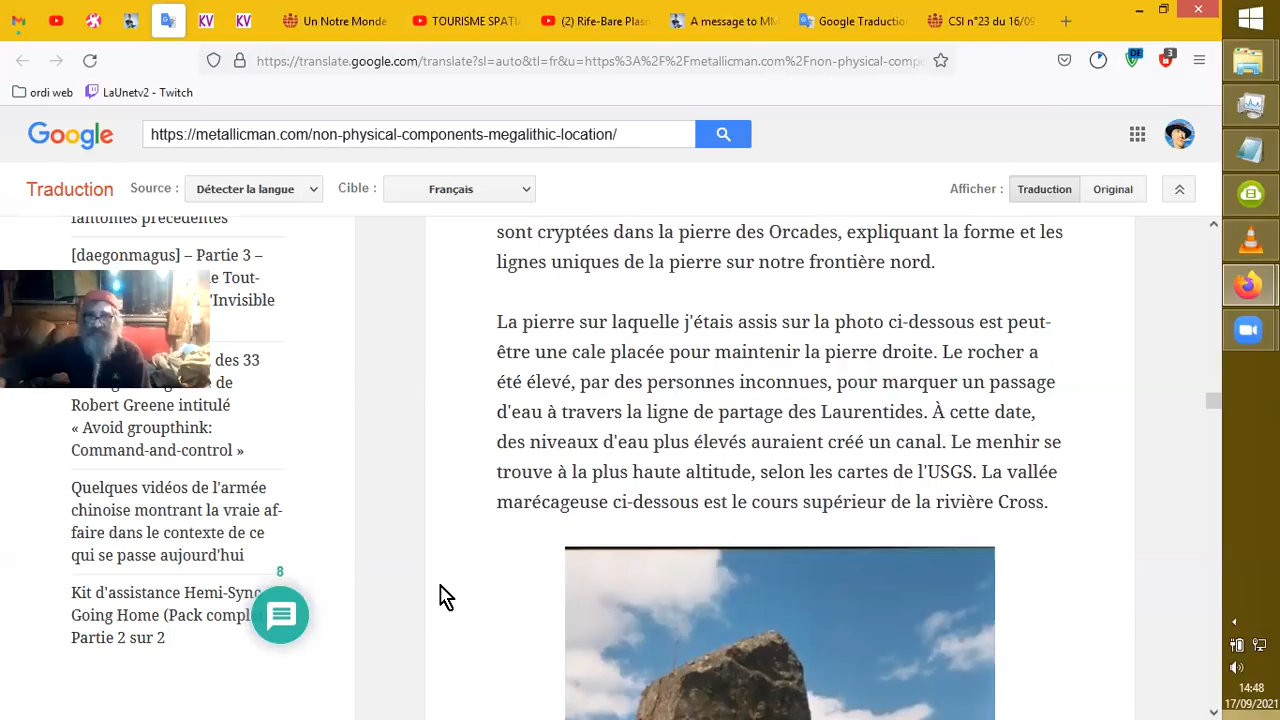 Un Notre Monde
TOURISME SPATI
(2) Rife-Bare Plasm
A message to MM
Google Traduction
CSI n°23 du 16/09
https://translate.google.com/
u=https%3A%2F%2Fmetallicman.com%2Fnon-physical-compo
DE
3
ordi web
LaUnetv2 - Twitch
Google
https://metallicman.com/non-physical-components-megalithic-location/
Traduction
Source :
Détecter la langue
Cible :
Français
Afficher :
Traduction
Original
fantômes précédentes
[daegonmagus] – Partie 3 –
e Tout-
'Invisible
des 33
de
Robert Greene intitulé
« Avoid groupthink:
Command-and-control »
Quelques vidéos de l'armée
chinoise montrant la vraie af-
faire dans le contexte de ce
qui se passe aujourd'hui
8
Kit d'assistance Hemi-Sync
Going Home (Pack compl
Partie 2 sur 2
sont cryptées dans la pierre des Orcades, expliquant la forme et les
lignes uniques de la pierre sur notre frontière nord.
La pierre sur laquelle j'étais assis sur la photo ci-dessous est peut-
être une cale placée pour maintenir la pierre droite. Le rocher a
été élevé, par des personnes inconnues, pour marquer un passage
d'eau à travers la ligne de partage des Laurentides. À cette date,
des niveaux d'eau plus élevés auraient créé un canal. Le menhir se
trouve à la plus haute altitude, selon les cartes de l'USGS. La vallée
marécageuse ci-dessous est le cours supérieur de la rivière Cross.
14:48
17/09/2021